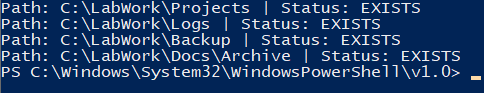 Path: C:\LabWork\Projects | Status: EXISTS
Path: C:\LabWork\Logs | Status: EXISTS
Path: C:\LabWork\Backup | Status: EXISTS
Path: C:\LabWork\Docs\Archive | Status: EXISTS
PS C:\Windows\System32\WindowsPowerShell\v1.0> _